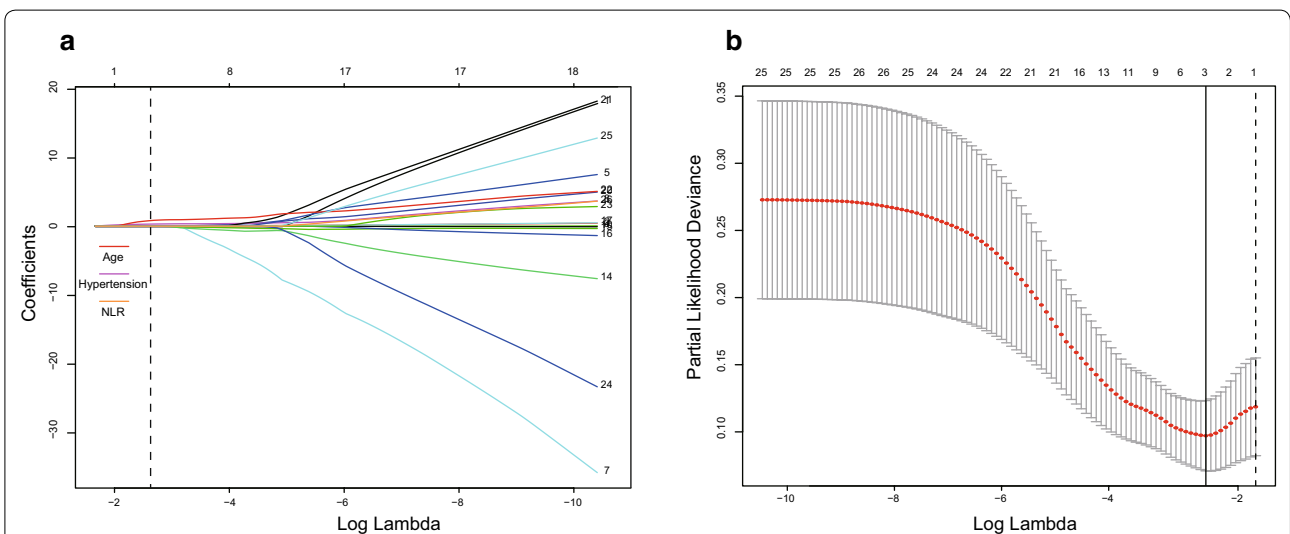 a
1 8 17 17 18
20
10
0
−10
−20
−30
Coefficients
Age
Hypertension
NLR
25
5
23
16
14
24
7
−2 −4 −6 −8 −10
Log Lambda
b
25 25 25 25 26 26 25 24 24 24 22 21 21 16 13 11 9 6 3 2 1
0.35
0.30
0.25
0.20
0.15
0.10
Partial Likelihood Deviance
−10 −8 −6 −4 −2
Log Lambda